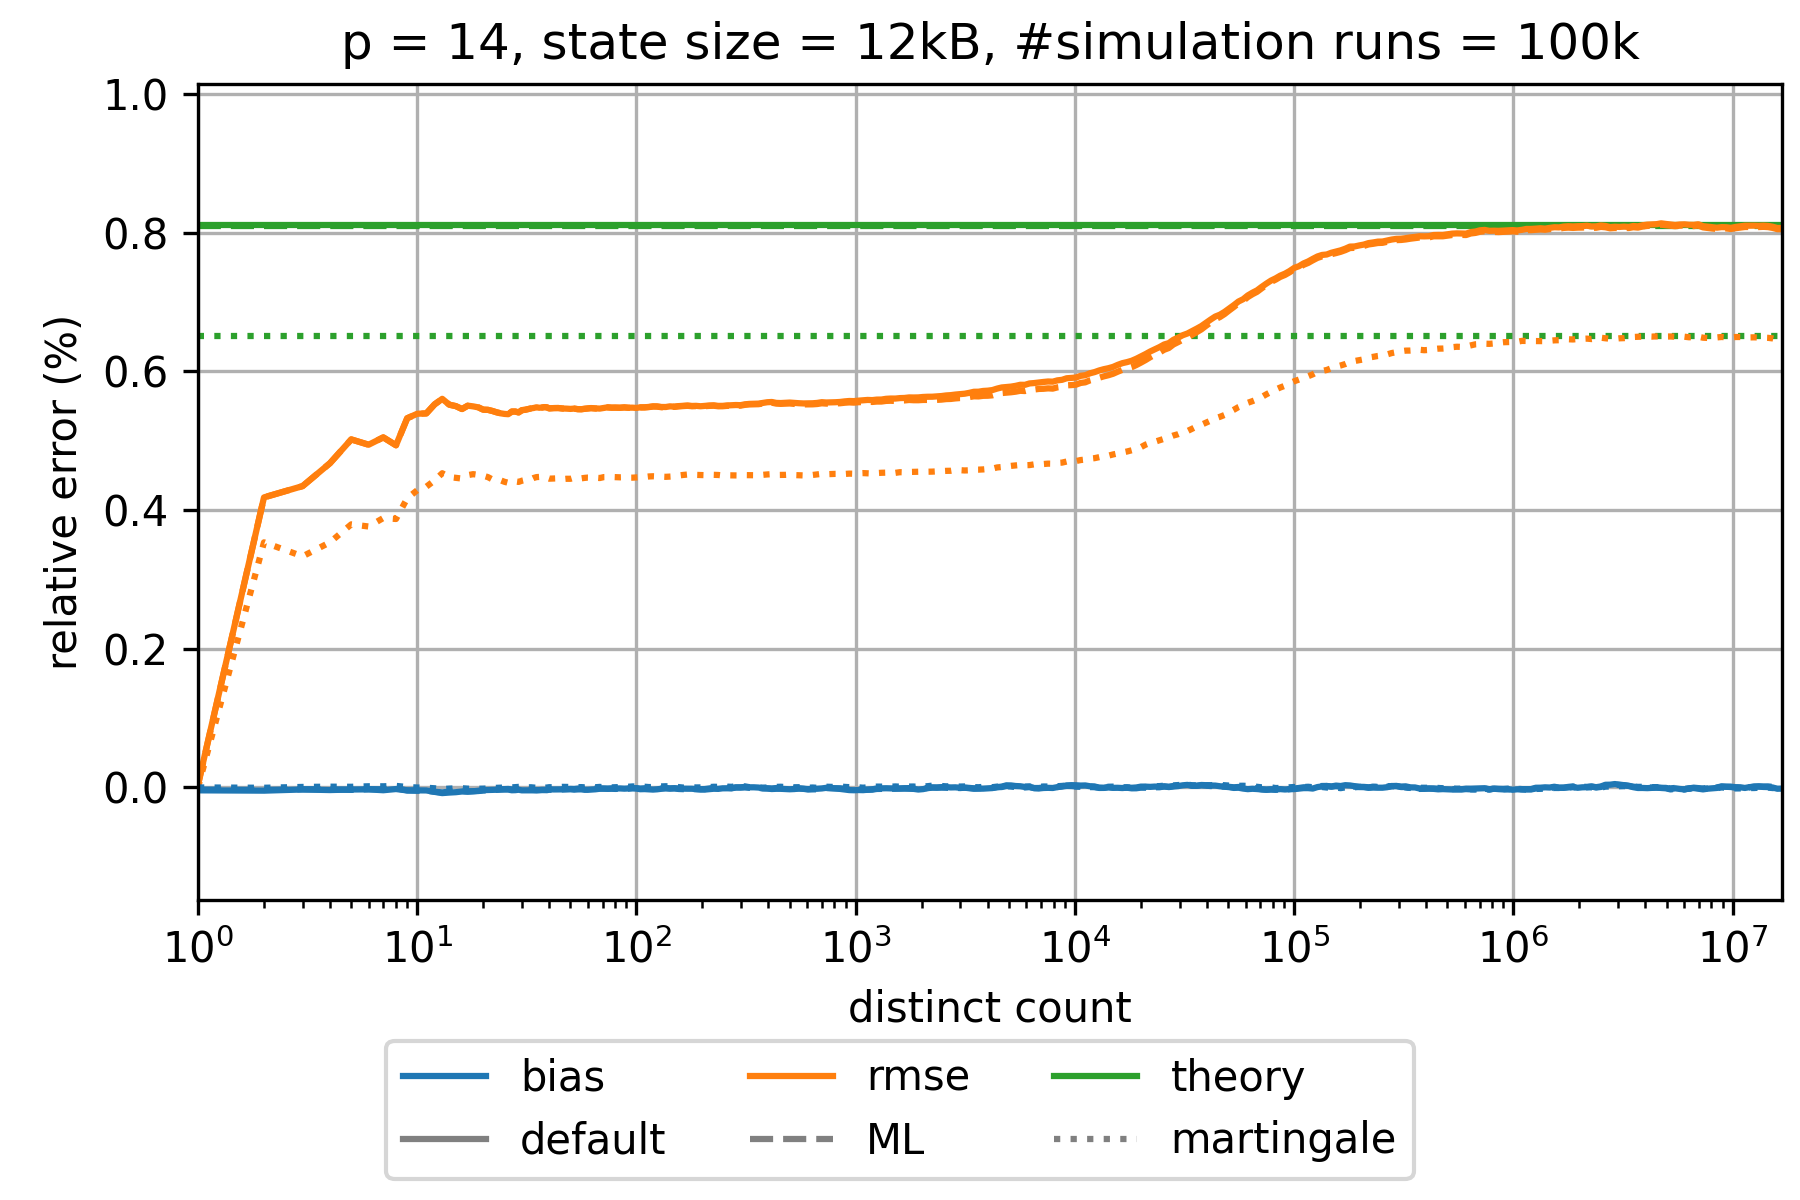 p = 14, state size = 12kB, #simulation runs = 100k
relative error (%)
1.0
0.8
0.6
0.4
0.2
0.0
10⁰ 10¹ 10² 10³ 10⁴ 10⁵ 10⁶ 10⁷
distinct count
bias rmse theory
default ML martingale